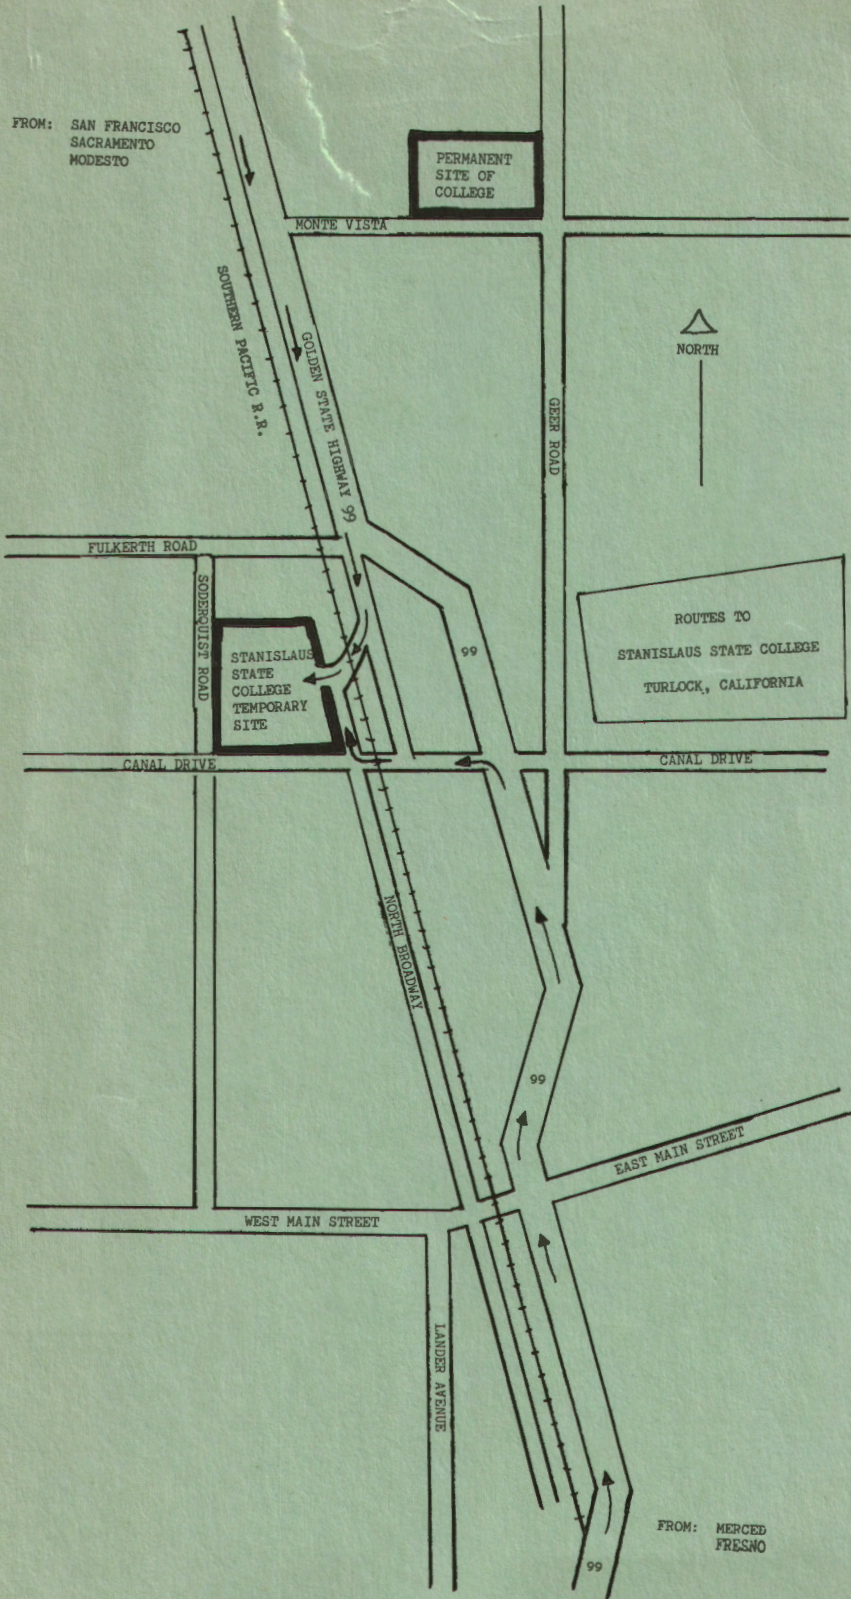 FROM: SAN FRANCISCO
SACRAMENTO
MODESTO
PERMANENT
SITE OF
COLLEGE
MONTE VISTA
SOUTHERN PACIFIC R.R.
GOLDEN STATE HIGHWAY 99
NORTH
GEER ROAD
FULKERTH ROAD
SODERQUIST ROAD
STANISLAUS
STATE
COLLEGE
TEMPORARY
SITE
99
ROUTES TO
STANISLAUS STATE COLLEGE
TURLOCK, CALIFORNIA
CANAL DRIVE
CANAL DRIVE
NORTH BROADWAY
99
EAST MAIN STREET
WEST MAIN STREET
LANDER AVENUE
FROM: MERCED
FRESNO
99